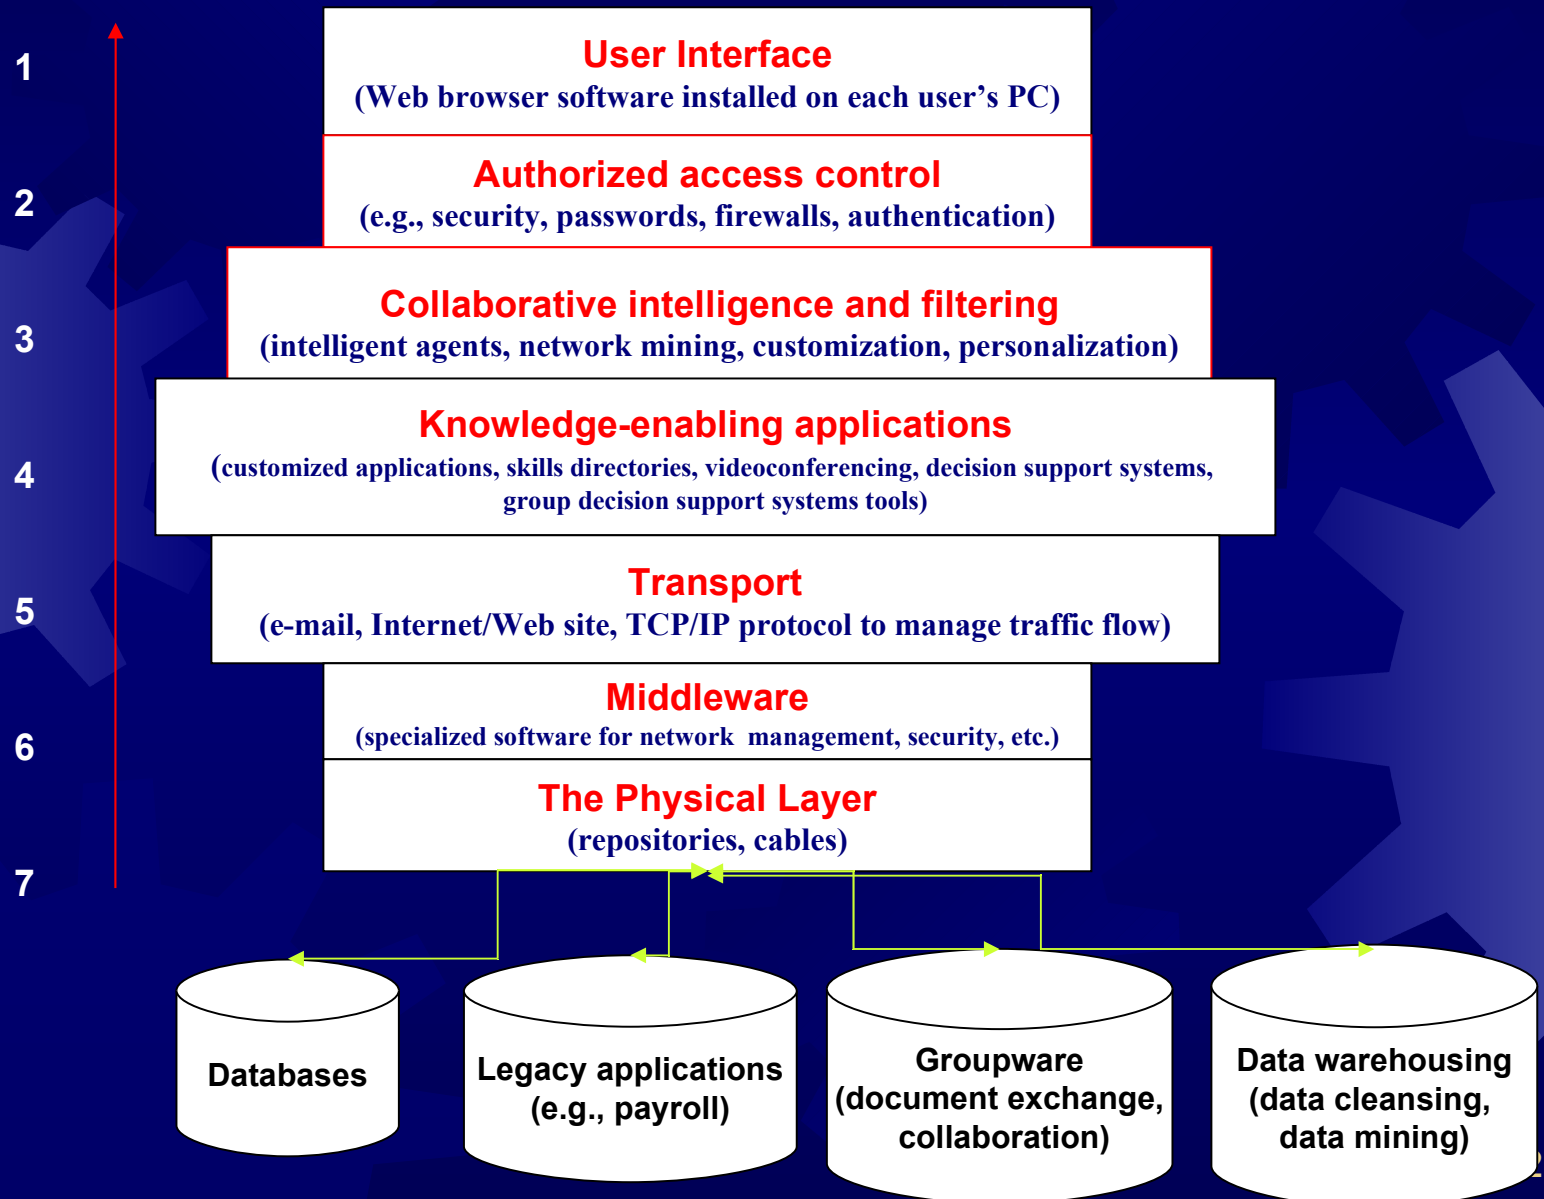 1
User Interface
(Web browser software installed on each user’s PC)
2
Authorized access control
(e.g., security, passwords, firewalls, authentication)
3
Collaborative intelligence and filtering
(intelligent agents, network mining, customization, personalization)
4
Knowledge-enabling applications
(customized applications, skills directories, videoconferencing, decision support systems,
group decision support systems tools)
5
Transport
(e-mail, Internet/Web site, TCP/IP protocol to manage traffic flow)
6
Middleware
(specialized software for network management, security, etc.)
7
The Physical Layer
(repositories, cables)
Databases
Legacy applications
(e.g., payroll)
Groupware
(document exchange,
collaboration)
Data warehousing
(data cleansing,
data mining)